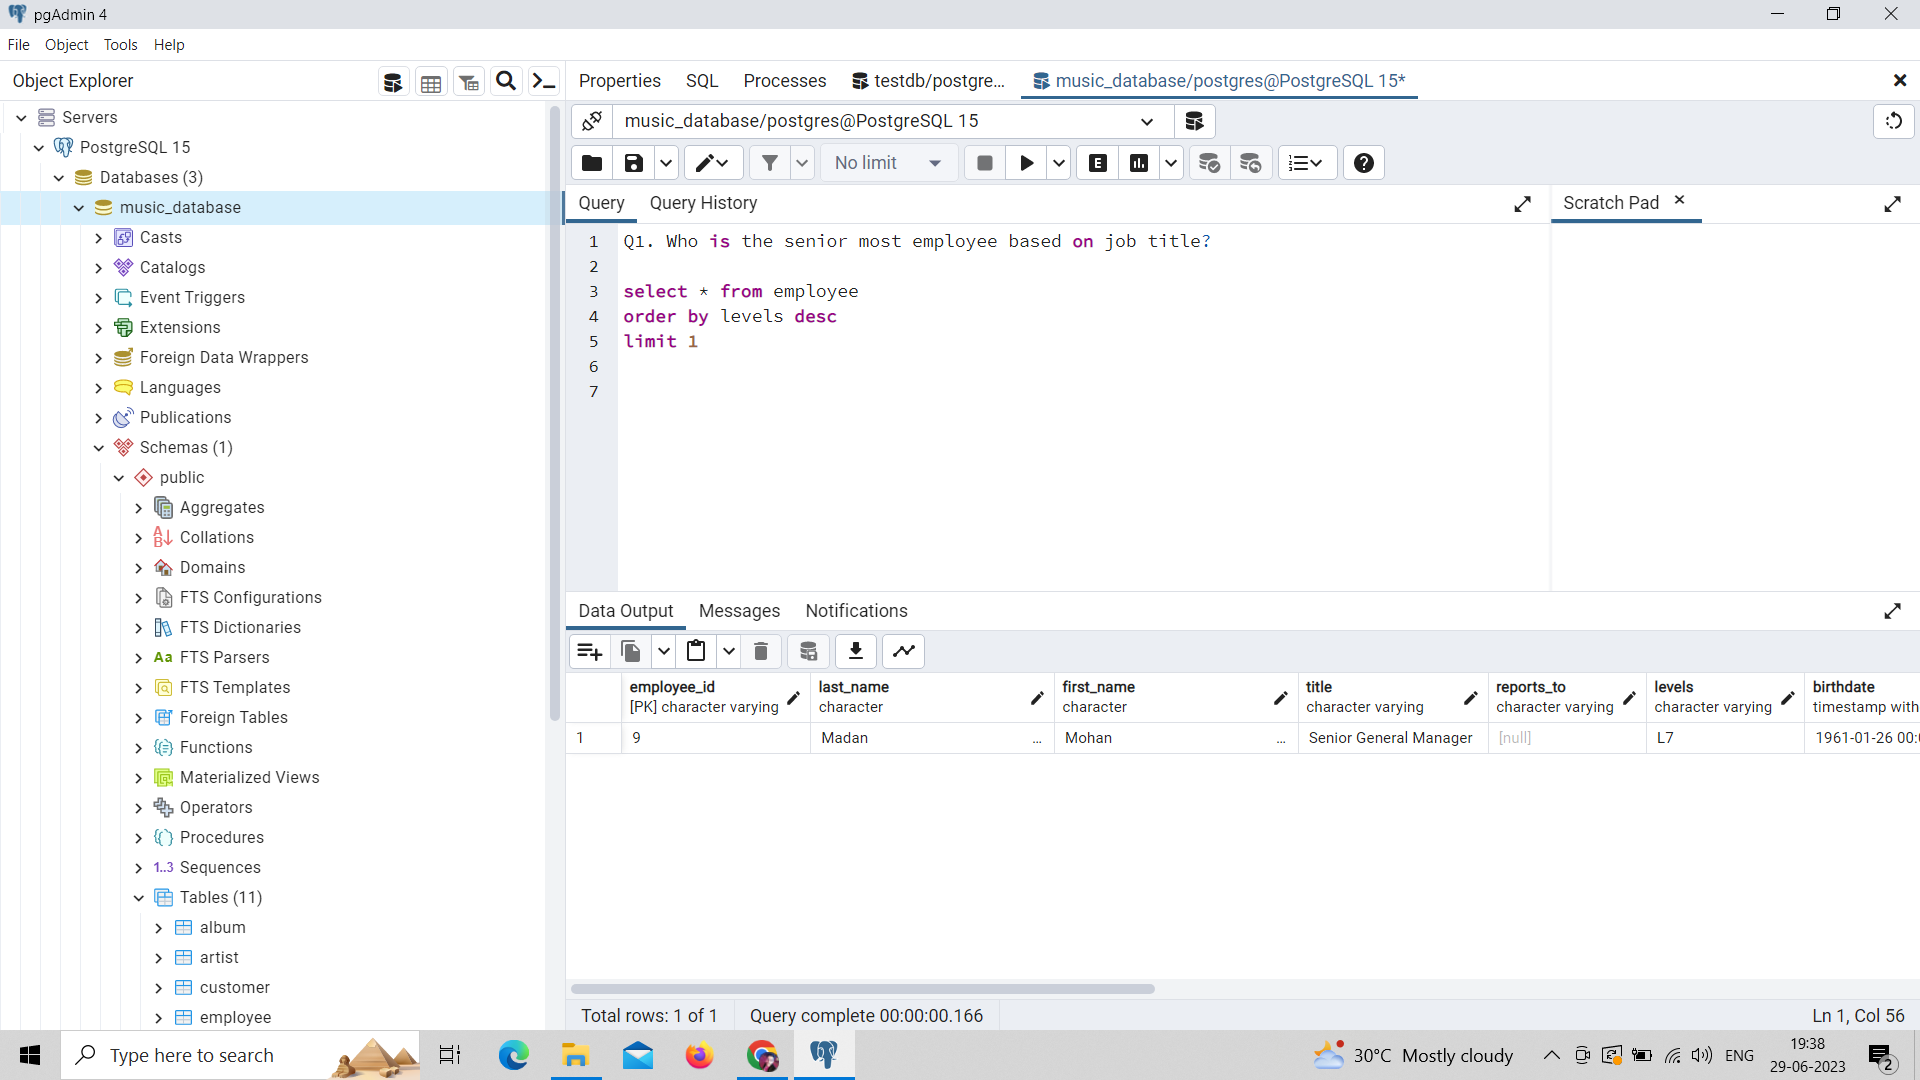 pgAdmin 4
File Object Tools Help
Object Explorer
Properties SQL Processes testdb/postgre... music_database/postgres@PostgreSQL 15*
Servers
PostgreSQL 15
Databases (3)
music_database
Casts
Catalogs
Event Triggers
Extensions
Foreign Data Wrappers
Languages
Publications
Schemas (1)
public
Aggregates
Collations
Domains
FTS Configurations
FTS Dictionaries
Aa FTS Parsers
FTS Templates
Foreign Tables
Functions
Materialized Views
Operators
Procedures
1..3 Sequences
Tables (11)
album
artist
customer
employee
music_database/postgres@PostgreSQL 15
No limit
E
Query Query History
Scratch Pad
1 Q1. Who is the senior most employee based on job title?
2
3 select * from employee
4 order by levels desc
5 limit 1
6
7
Data Output Messages Notifications
employee_id last_name first_name title reports_to levels birthdate
[PK] character varying character character character varying character varying character varying timestamp with
1 9 Madan ... Mohan ... Senior General Manager [null] L7 1961-01-26 00:
Total rows: 1 of 1 Query complete 00:00:00.166 Ln 1, Col 56
Type here to search
30°C Mostly cloudy
ENG
19:38
29-06-2023
2